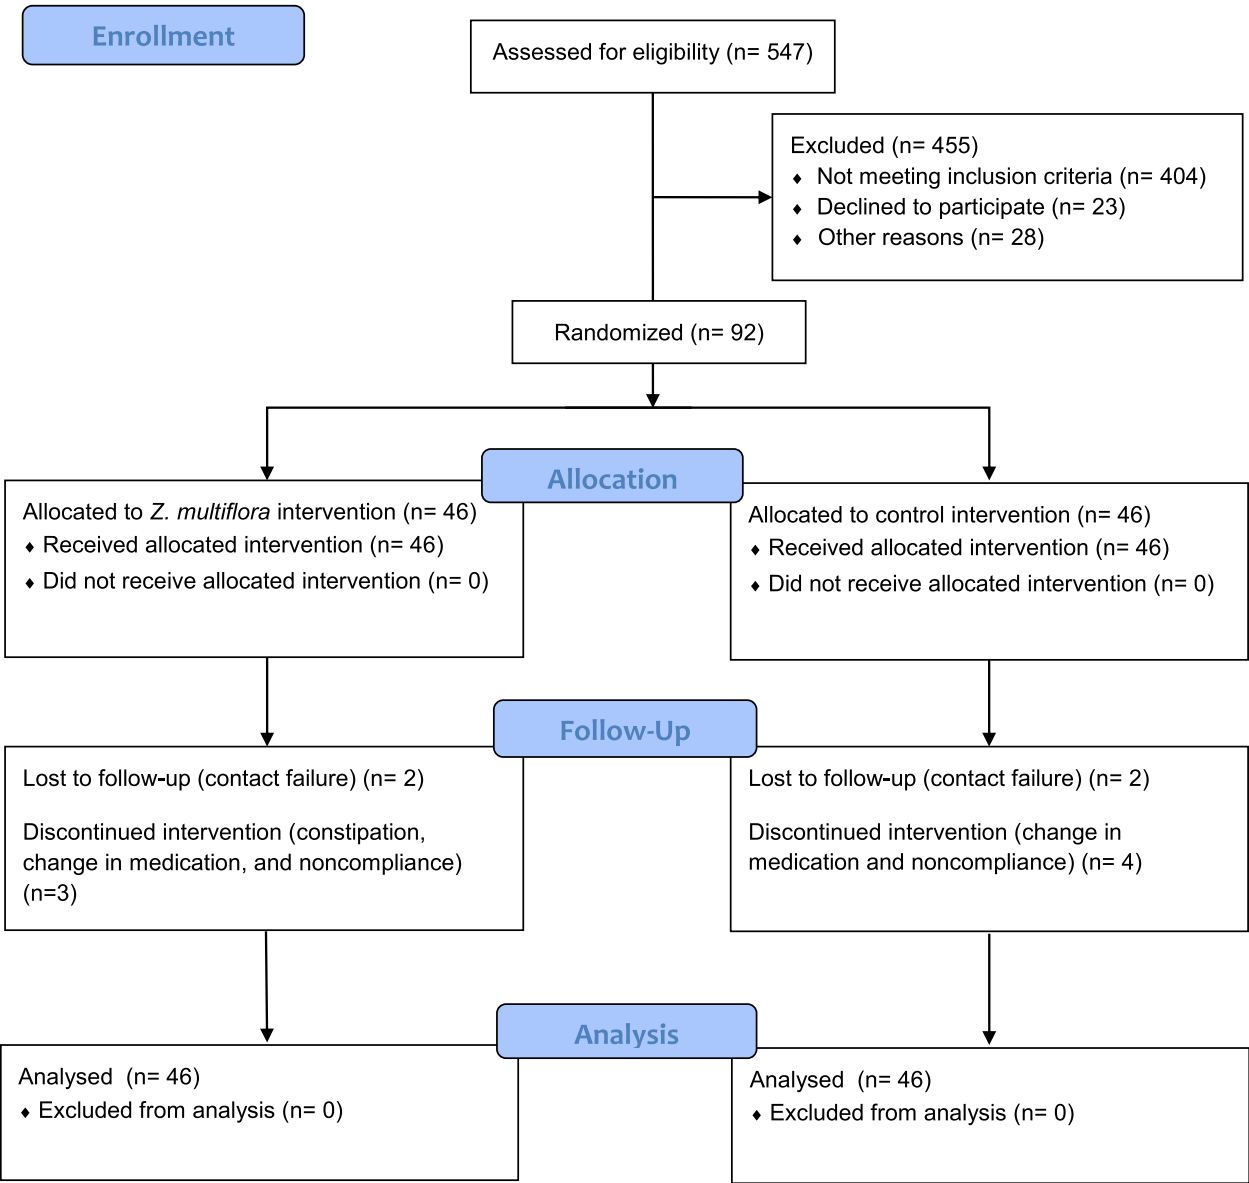 Enrollment
Assessed for eligibility (n= 547)
Excluded (n= 455)
♦ Not meeting inclusion criteria (n= 404)
♦ Declined to participate (n= 23)
♦ Other reasons (n= 28)
Randomized (n= 92)
Allocation
Allocated to Z. multiflora intervention (n= 46)
♦ Received allocated intervention (n= 46)
♦ Did not receive allocated intervention (n= 0)
Allocated to control intervention (n= 46)
♦ Received allocated intervention (n= 46)
♦ Did not receive allocated intervention (n= 0)
Follow-Up
Lost to follow-up (contact failure) (n= 2)
Discontinued intervention (constipation,
change in medication, and noncompliance)
(n=3)
Lost to follow-up (contact failure) (n= 2)
Discontinued intervention (change in
medication and noncompliance) (n= 4)
Analysis
Analysed (n= 46)
♦ Excluded from analysis (n= 0)
Analysed (n= 46)
♦ Excluded from analysis (n= 0)